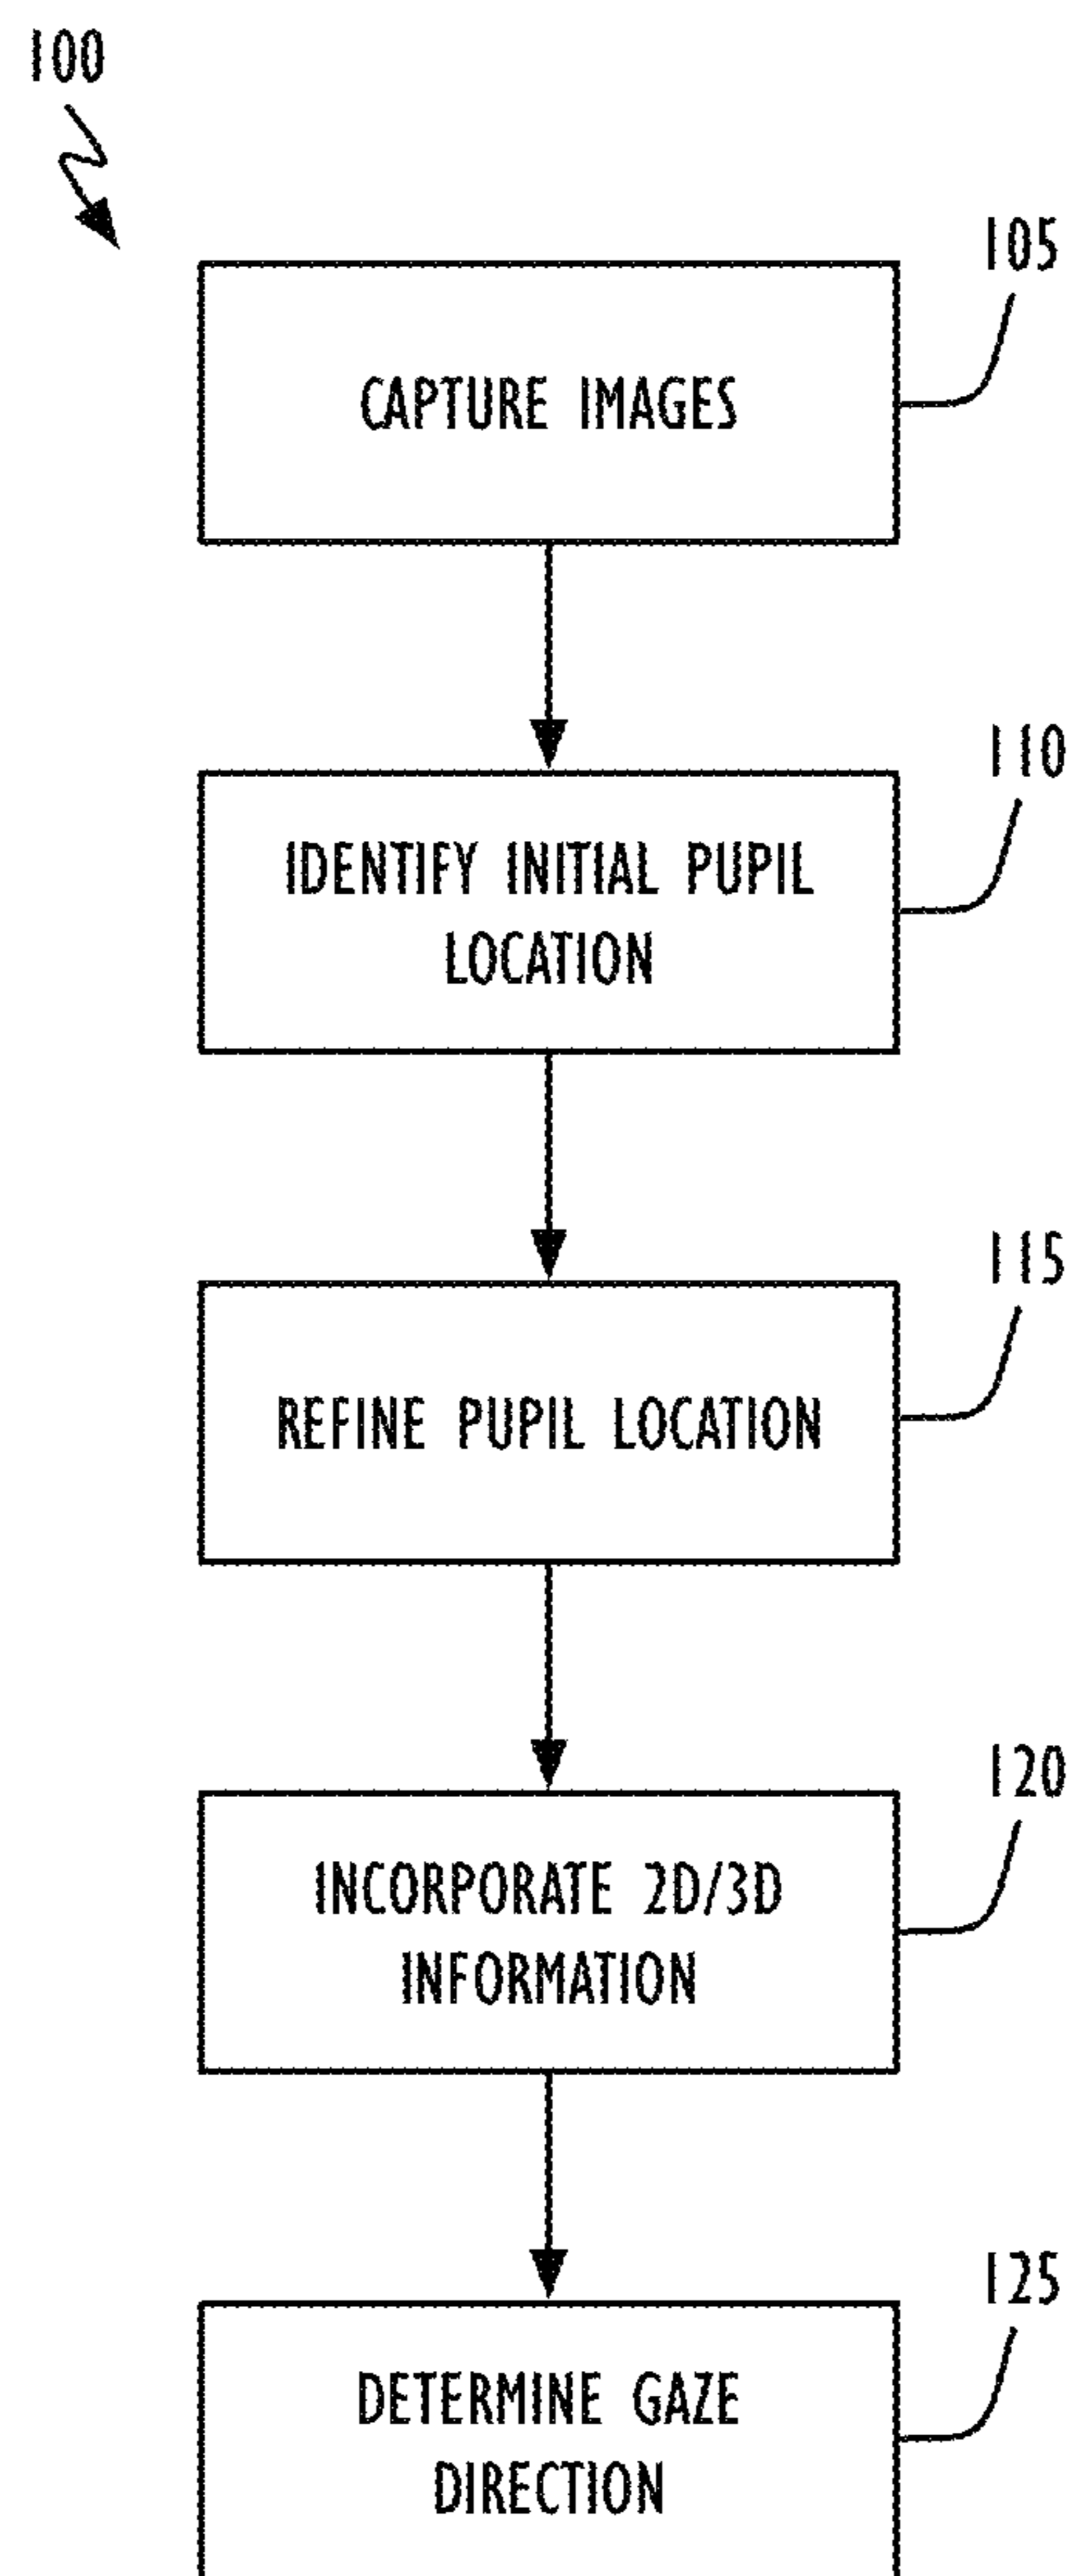 100
105
CAPTURE IMAGES
110
IDENTIFY INITIAL PUPIL
LOCATION
115
REFINE PUPIL LOCATION
120
INCORPORATE 2D/3D
INFORMATION
125
DETERMINE GAZE
DIRECTION